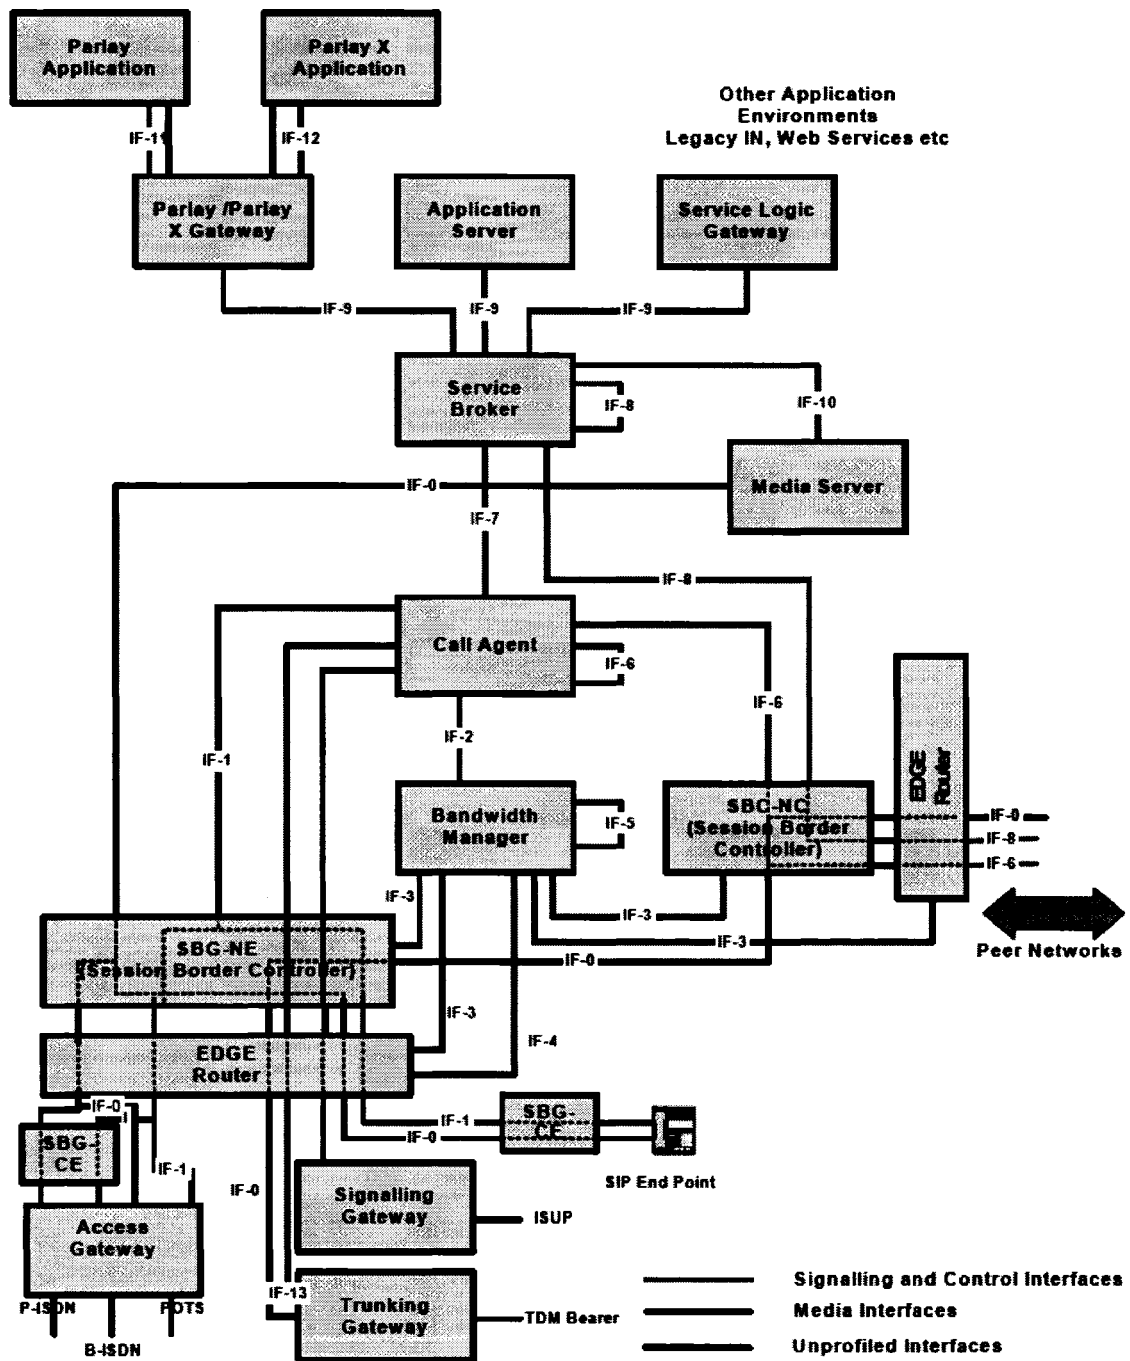 Parlay
Application
Parlay X
Application
Other Application
Environments
Legacy IN, Web Services etc
IF-11
IF-12
Parlay /Parlay
X Gateway
Application
Server
Service Logic
Gateway
IF-9
IF-9
IF-9
Service
Broker
IF-8
IF-10
Media Server
IF-0
IF-7
IF-8
Call Agent
IF-6
IF-6
IF-2
IF-1
EDGE
Router
Bandwidth
Manager
IF-5
SBG-NC
(Session Border
Controller)
IF-0
IF-8
IF-6
IF-3
IF-3
IF-3
Peer Networks
SBG-NE
(Session Border Controller)
IF-0
IF-3
IF-4
EDGE
Router
IF-0
IF-1
IF-0
SBG-
CE
SBG-
CE
IF-1
IF-0
SIP End Point
Signalling
Gateway
ISUP
Access
Gateway
P-ISDN
POTS
B-ISDN
IF-13
Trunking
Gateway
TDM Bearer
Signalling and Control Interfaces
Media Interfaces
Unprofiled Interfaces